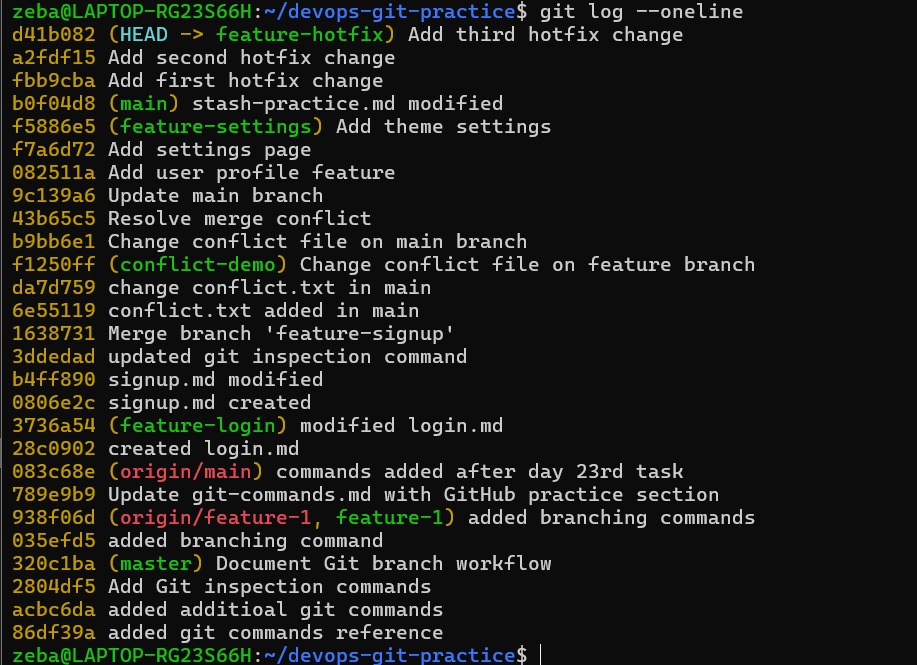 zeba@LAPTOP-RG23S66H:~/devops-git-practice$ git log --oneline
d41b082 (HEAD -> feature-hotfix) Add third hotfix change
a2fdf15 Add second hotfix change
fbb9cba Add first hotfix change
b0f04d8 (main) stash-practice.md modified
f5886e5 (feature-settings) Add theme settings
f7a6d72 Add settings page
082511a Add user profile feature
9c139a6 Update main branch
43b65c5 Resolve merge conflict
b9bb6e1 Change conflict file on main branch
f1250ff (conflict-demo) Change conflict file on feature branch
da7d759 change conflict.txt in main
6e55119 conflict.txt added in main
1638731 Merge branch 'feature-signup'
3ddedad updated git inspection command
b4ff890 signup.md modified
0806e2c signup.md created
3736a54 (feature-login) modified login.md
28c0902 created login.md
083c68e (origin/main) commands added after day 23rd task
789e9b9 Update git-commands.md with GitHub practice section
938f06d (origin/feature-1, feature-1) added branching commands
035efd5 added branching command
320c1ba (master) Document Git branch workflow
2804df5 Add Git inspection commands
acbc6da added additioal git commands
86df39a added git commands reference
zeba@LAPTOP-RG23S66H:~/devops-git-practice$